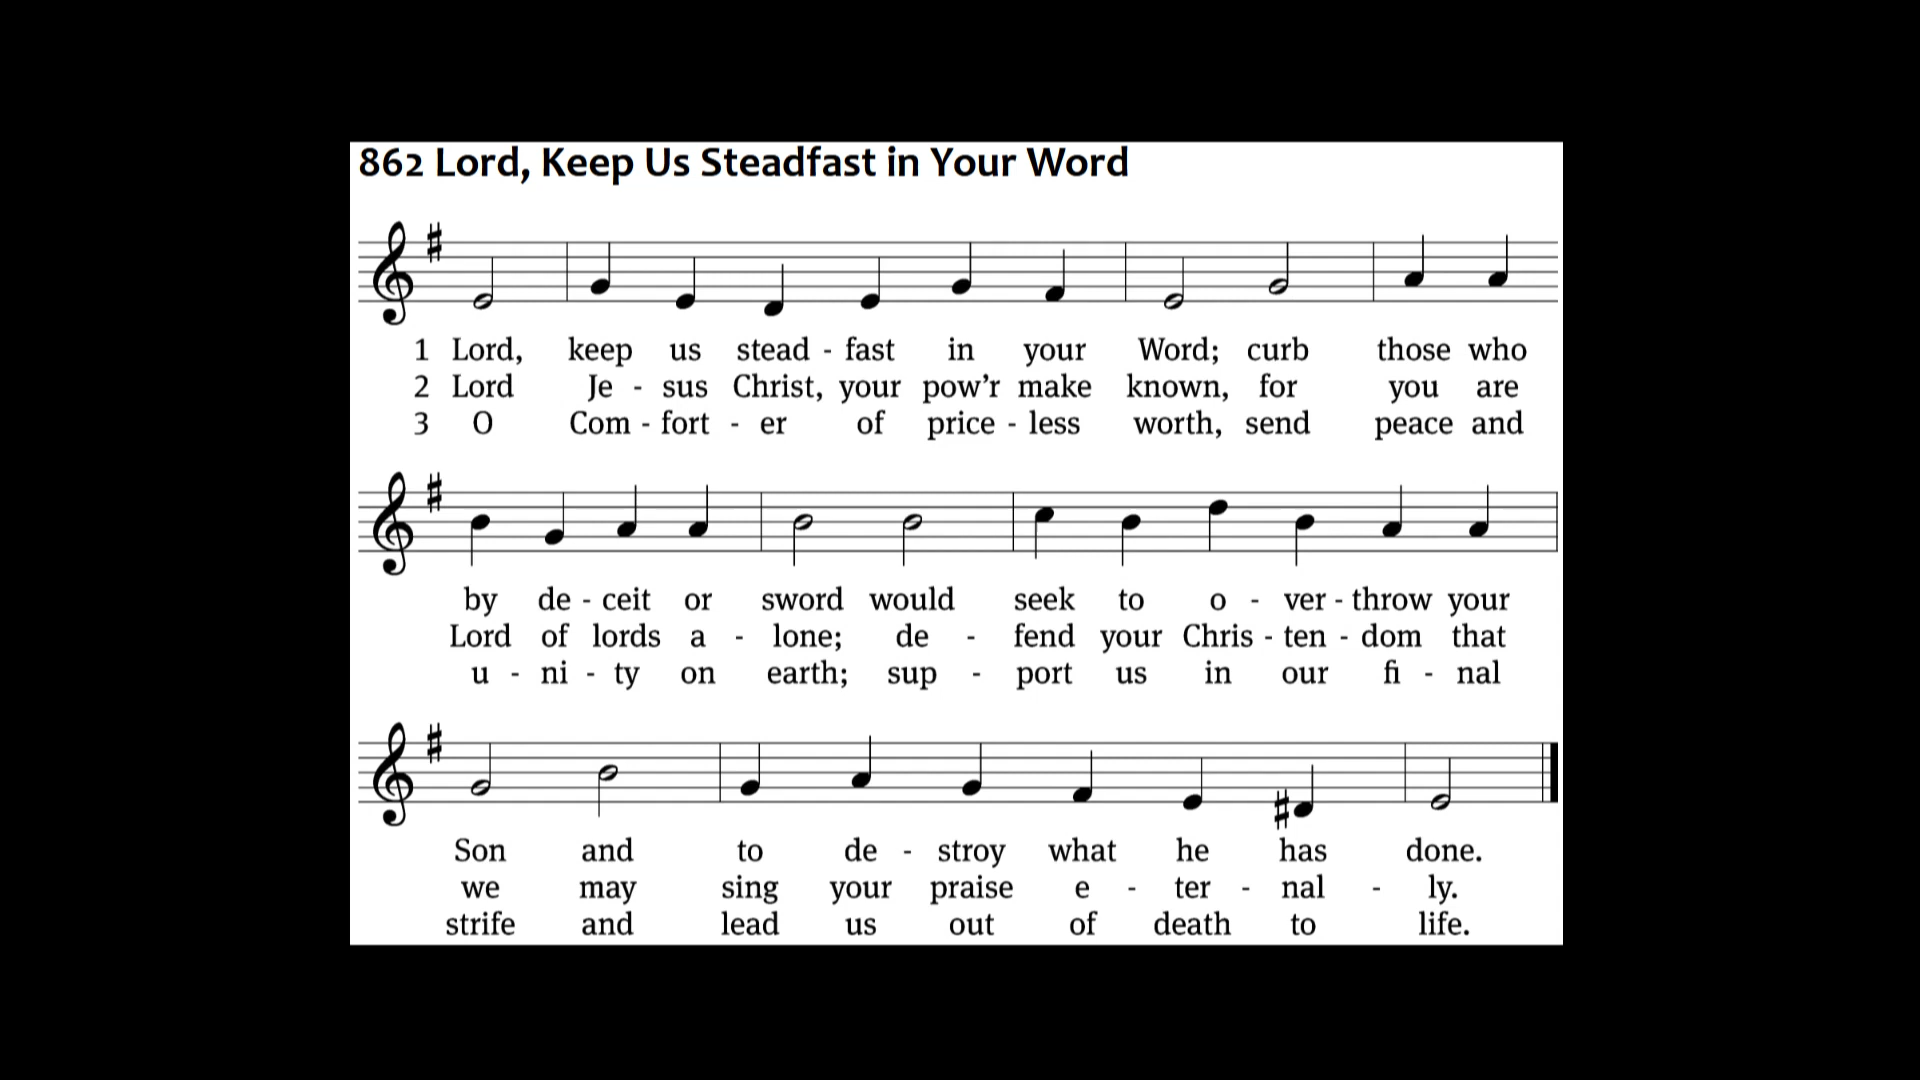 862 Lord, Keep Us Steadfast in Your Word
1 Lord, keep us stead - fast in your Word; curb those who
2 Lord Je - sus Christ, your pow’r make known, for you are
3 O Com - fort - er of price - less worth, send peace and
by de - ceit or sword would seek to o - ver - throw your
Lord of lords a - lone; de - fend your Chris - ten - dom that
u - ni - ty on earth; sup - port us in our fi - nal
Son and to de - stroy what he has done.
we may sing your praise e - ter - nal - ly.
strife and lead us out of death to life.